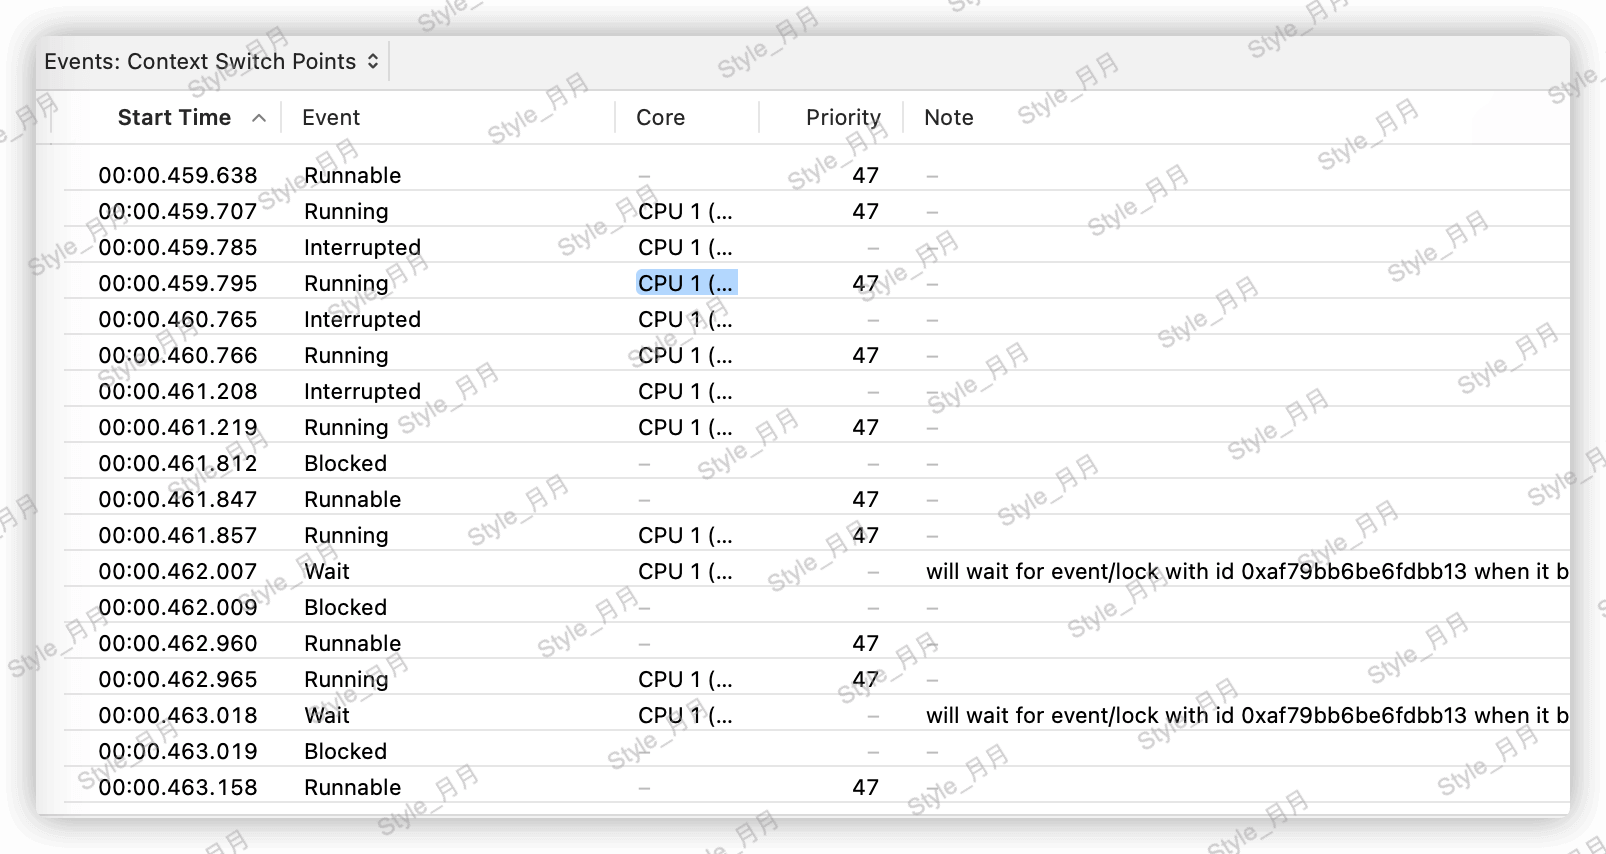 Events: Context Switch Points
Start Time Event Core Priority Note
00:00.459.638 Runnable – 47 –
00:00.459.707 Running CPU 1 (... 47 –
00:00.459.785 Interrupted CPU 1 (... – –
00:00.459.795 Running CPU 1 (... 47 –
00:00.460.765 Interrupted CPU 1 (... – –
00:00.460.766 Running CPU 1 (... 47 –
00:00.461.208 Interrupted CPU 1 (... – –
00:00.461.219 Running CPU 1 (... 47 –
00:00.461.812 Blocked – – –
00:00.461.847 Runnable – 47 –
00:00.461.857 Running CPU 1 (... 47 –
00:00.462.007 Wait CPU 1 (... – will wait for event/lock with id 0xaf79bb6be6fdbb13 when it b
00:00.462.009 Blocked – – –
00:00.462.960 Runnable – 47 –
00:00.462.965 Running CPU 1 (... 47 –
00:00.463.018 Wait CPU 1 (... – will wait for event/lock with id 0xaf79bb6be6fdbb13 when it b
00:00.463.019 Blocked – – –
00:00.463.158 Runnable – 47 –
Style_月月